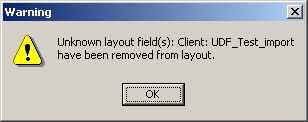 Warning
Unknown layout field(s): Client: UDF_Test_import
have been removed from layout.
OK